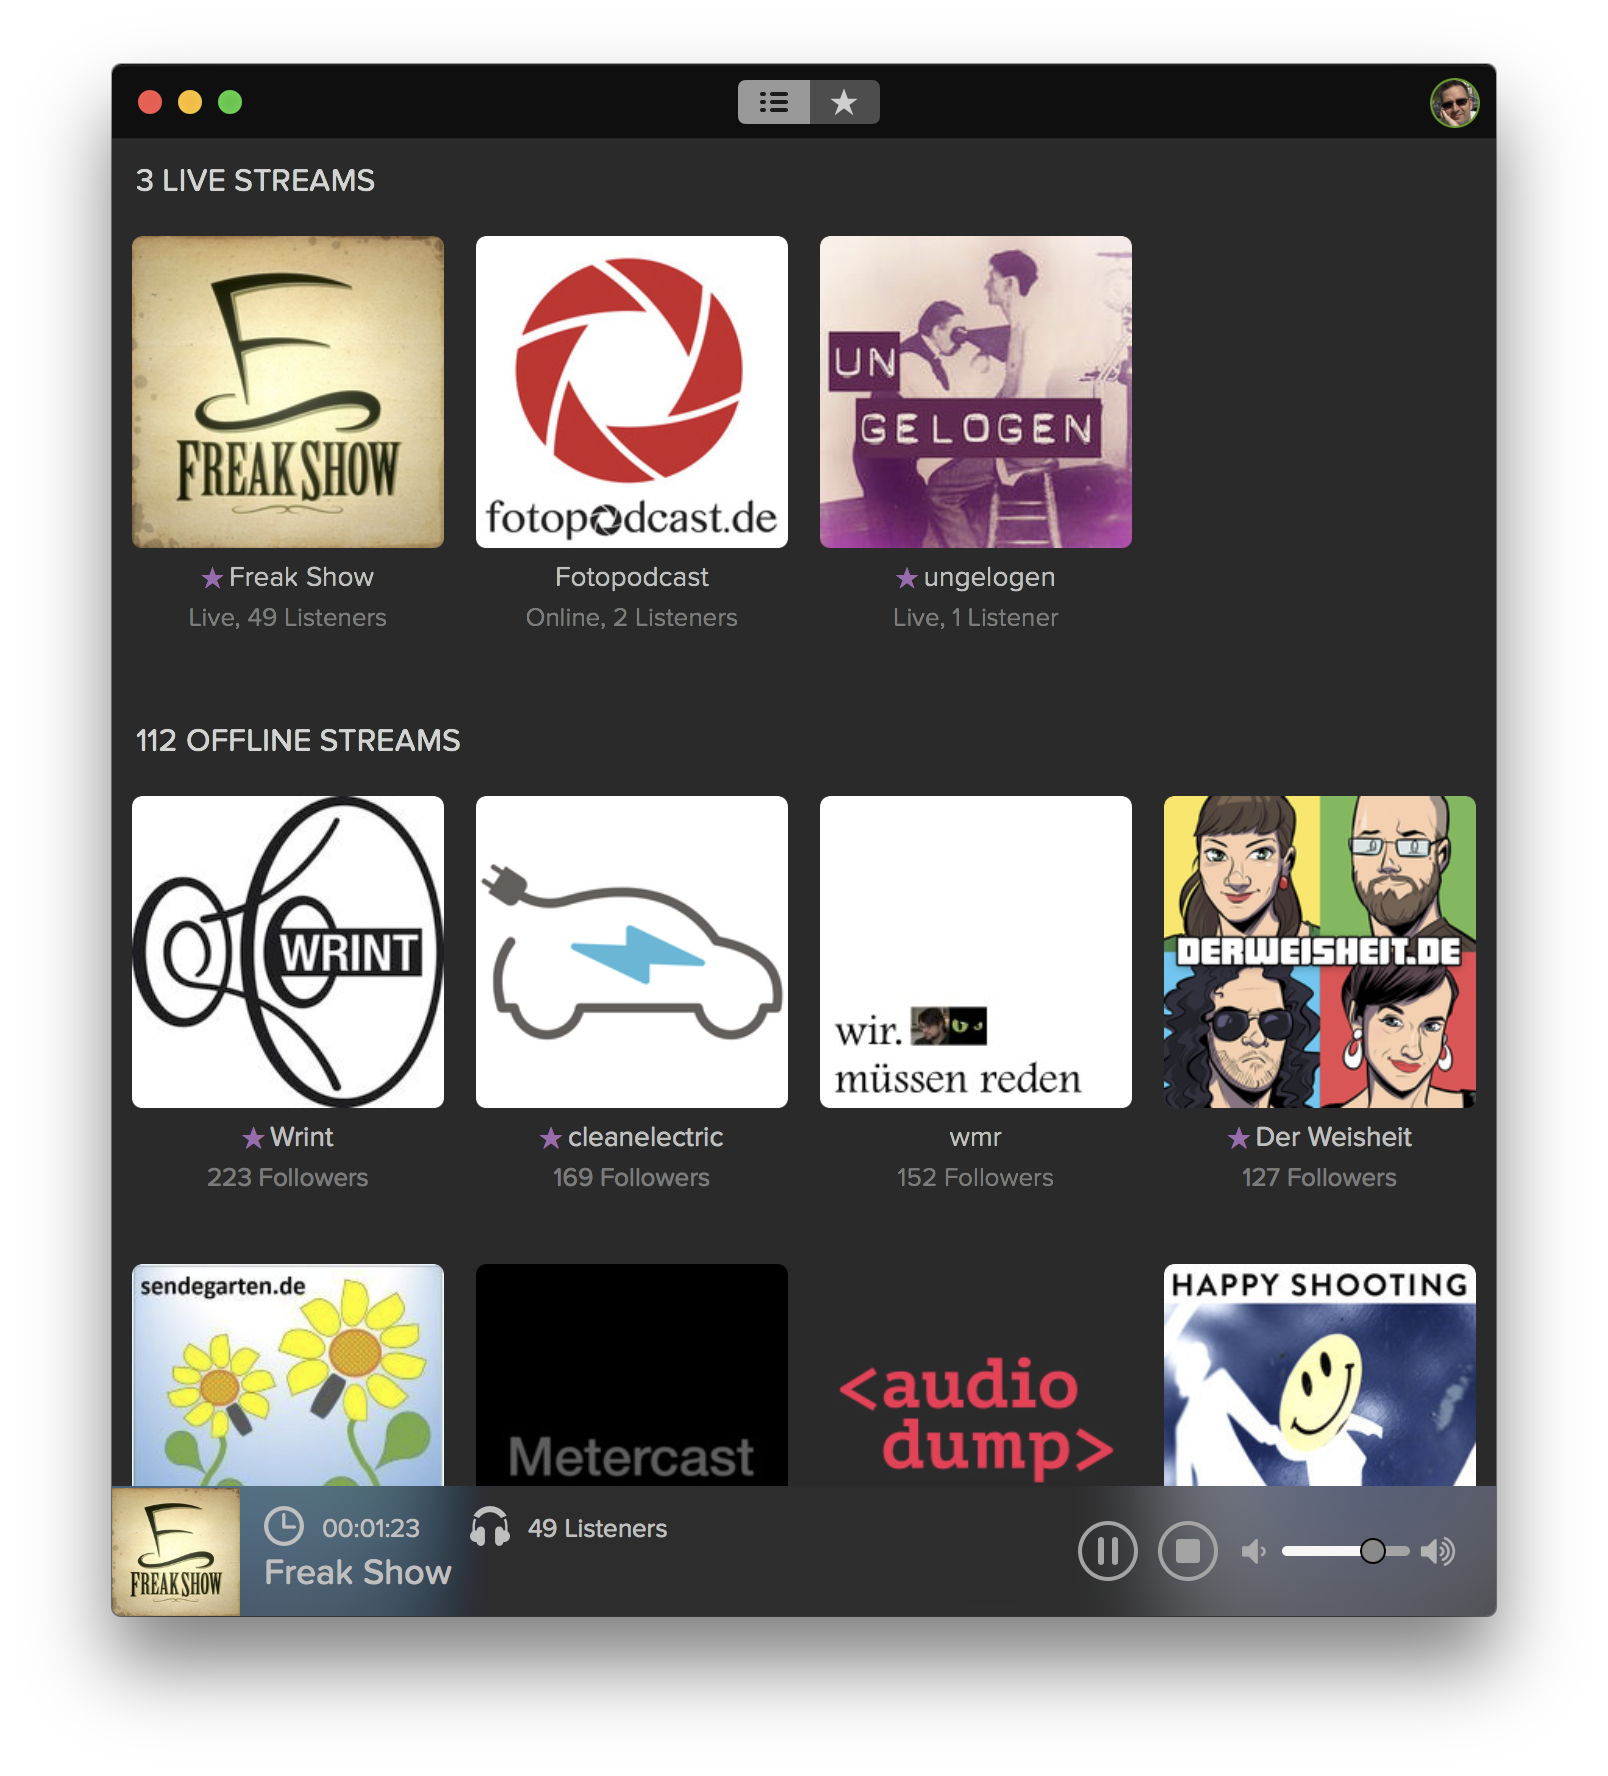 3 LIVE STREAMS
FREAK SHOW
fotopodcast.de
UN
GELOGEN
Freak Show
Live, 49 Listeners
Fotopodcast
Online, 2 Listeners
ungelogen
Live, 1 Listener
112 OFFLINE STREAMS
WRINT
wir.
müssen reden
DERWEISHEIT.DE
Wrint
223 Followers
cleanelectric
169 Followers
wmr
152 Followers
Der Weisheit
127 Followers
sendegarten.de
Metercast
<audio
dump>
HAPPY SHOOTING
FREAK SHOW
00:01:23
49 Listeners
Freak Show